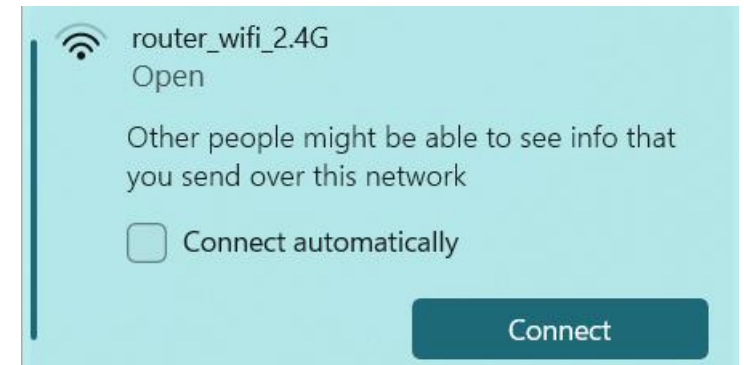 router_wifi_2.4G
Open
Other people might be able to see info that
you send over this network
Connect automatically
Connect